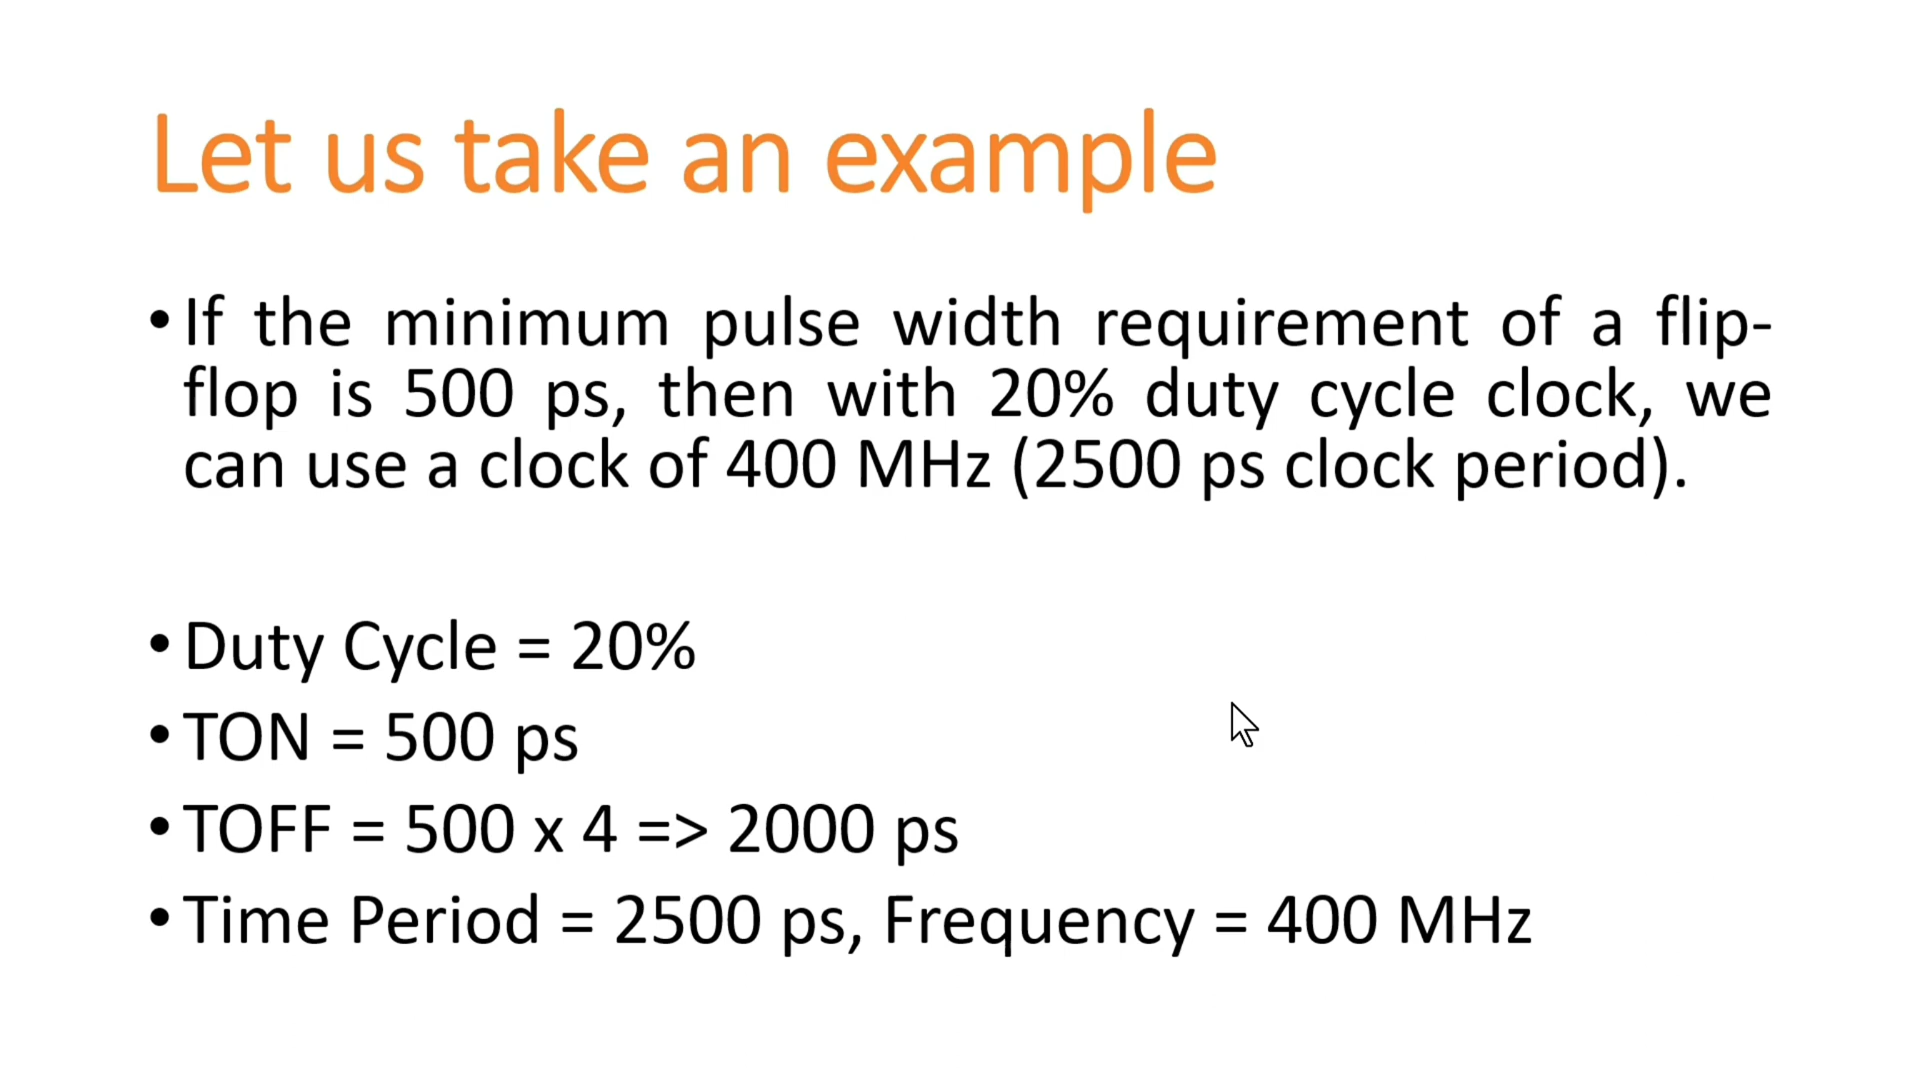 Let us take an example
• If the minimum pulse width requirement of a flip-
flop is 500 ps, then with 20% duty cycle clock, we
can use a clock of 400 MHz (2500 ps clock period).
• Duty Cycle = 20%
• TON = 500 ps
• TOFF = 500 x 4 => 2000 ps
• Time Period = 2500 ps, Frequency = 400 MHz